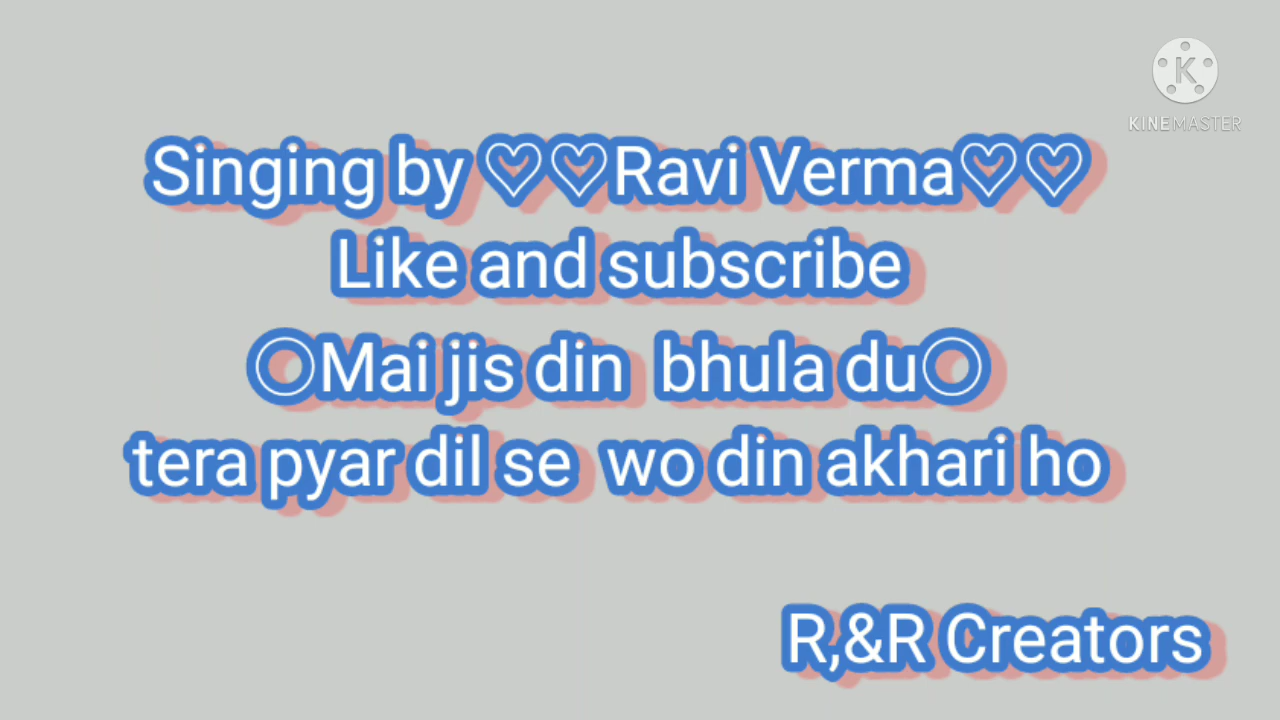 KINEMASTER
Singing by ♡♡Ravi Verma♡♡
Like and subscribe
○Mai jis din bhula du○
tera pyar dil se wo din akhari ho
R,&R Creators